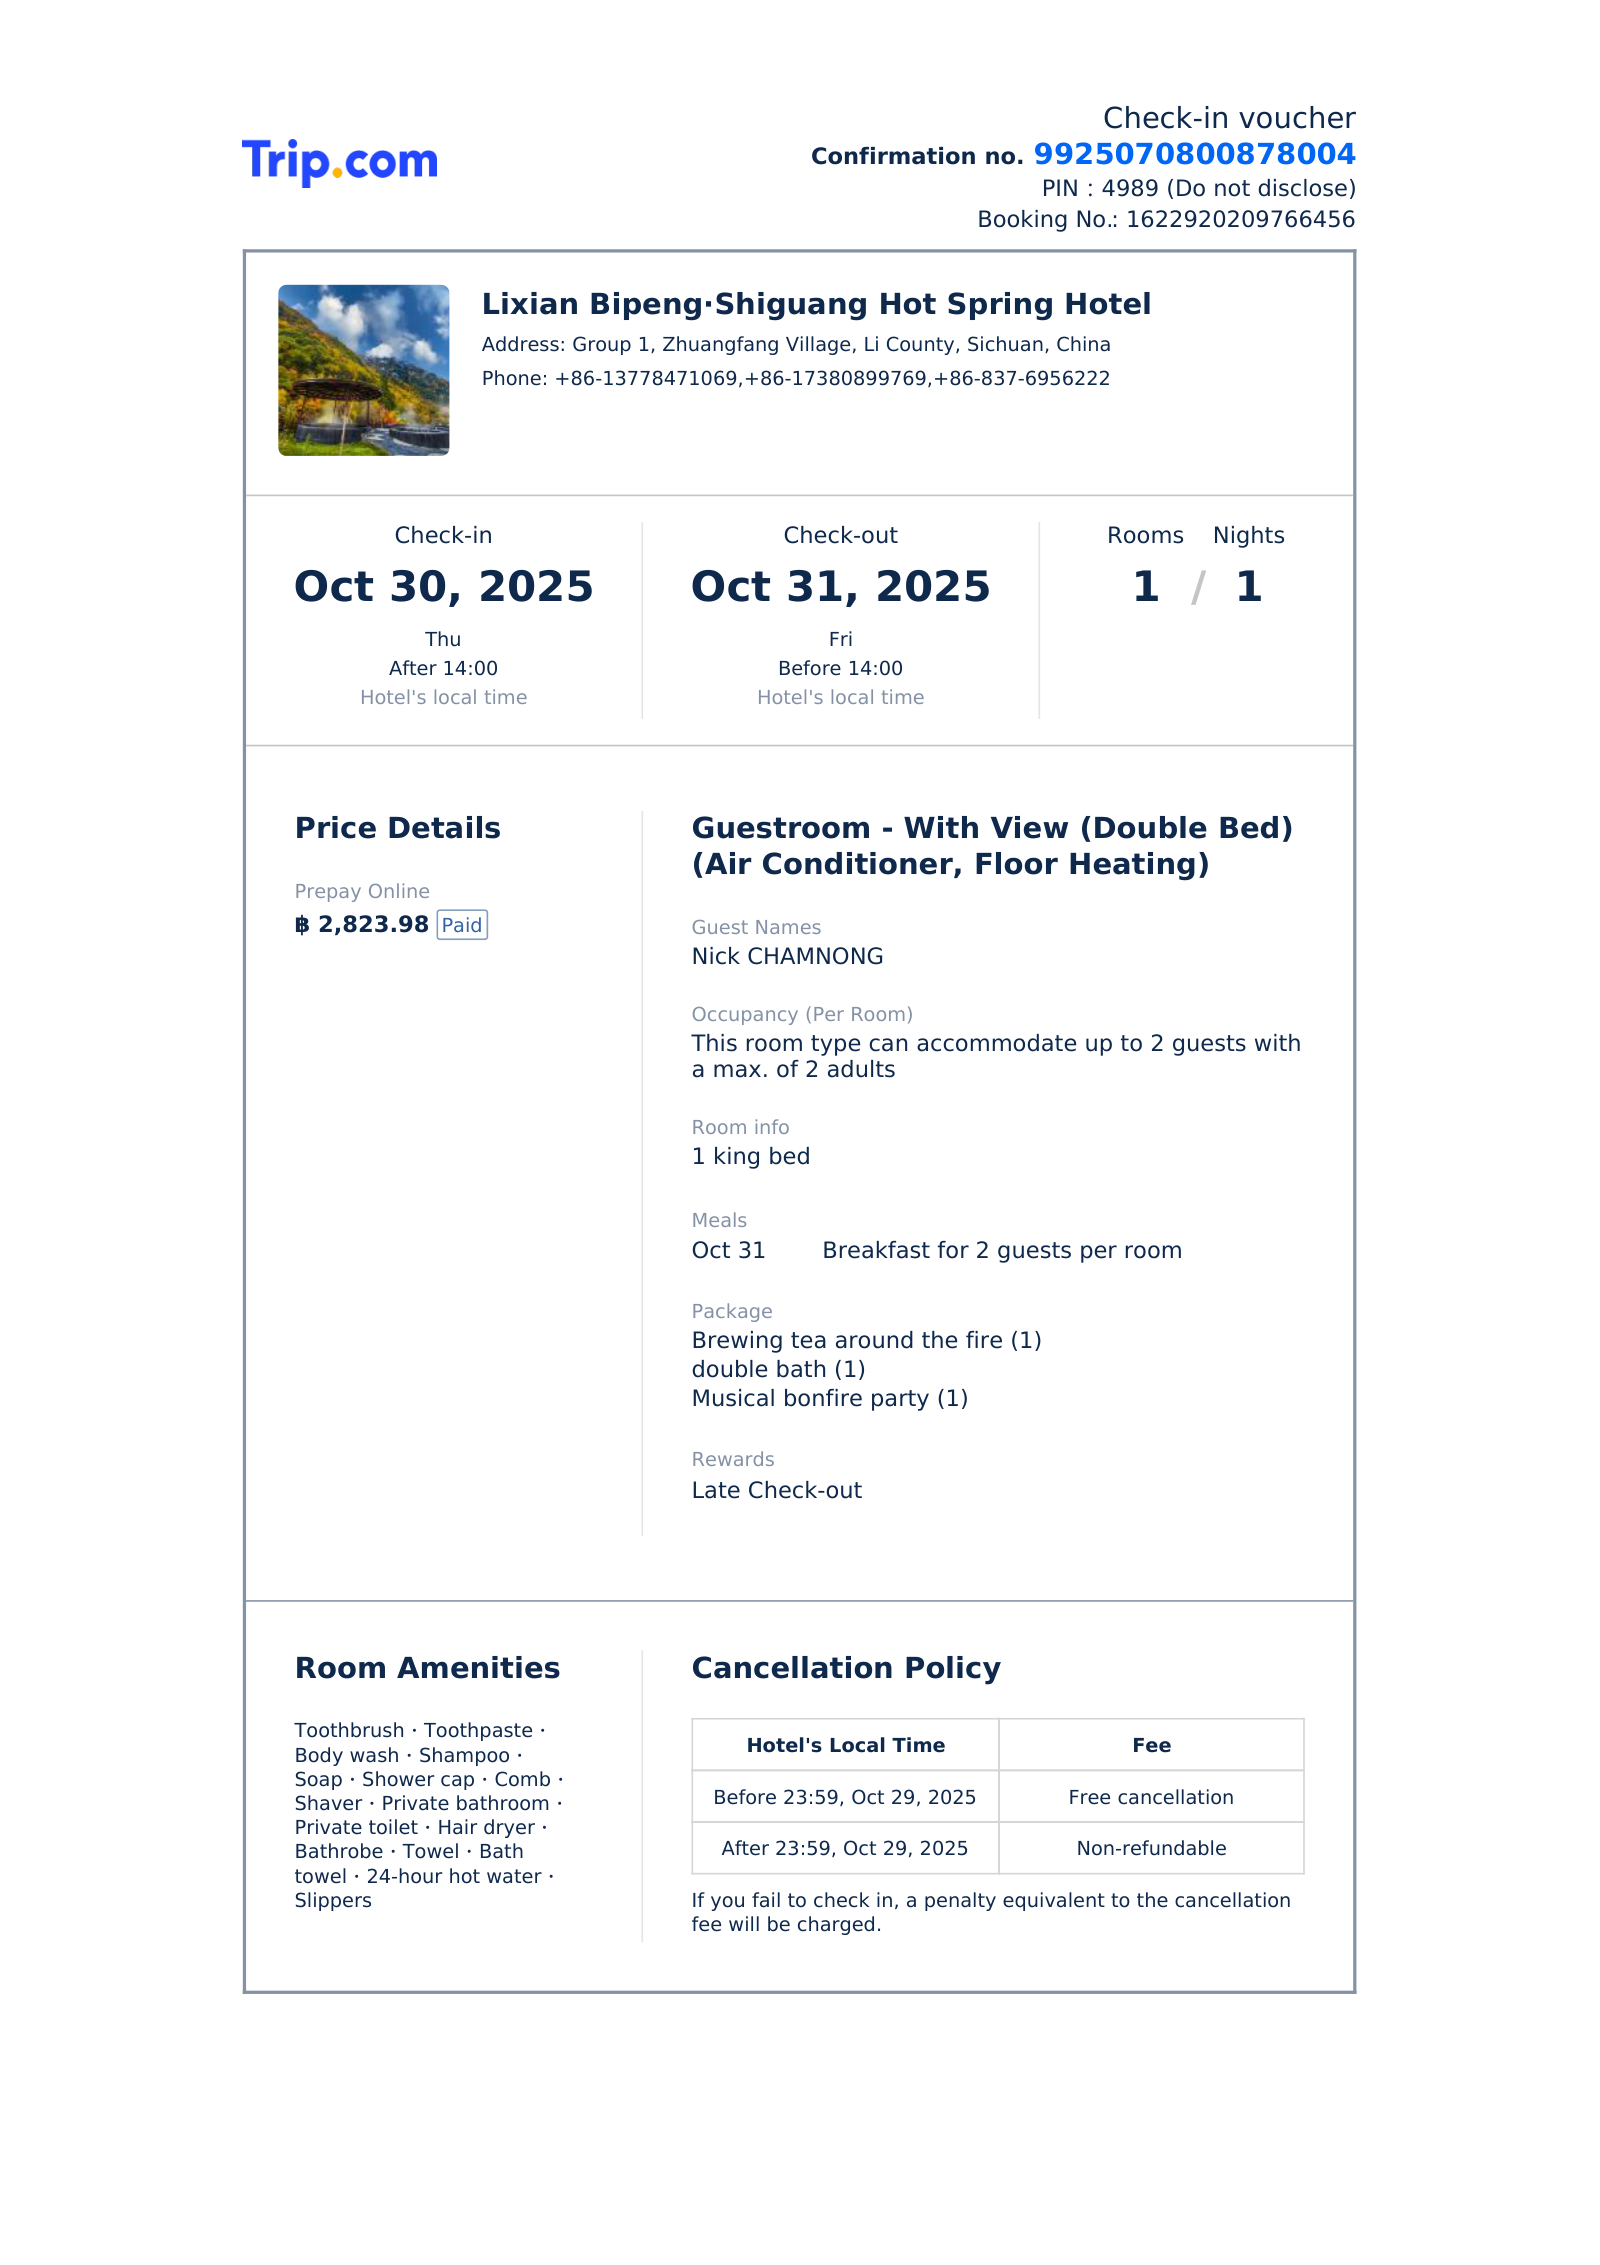 Trip.com
Check-in voucher
Confirmation no. 9925070800878004
PIN : 4989 (Do not disclose)
Booking No.: 1622920209766456
Lixian Bipeng·Shiguang Hot Spring Hotel
Address: Group 1, Zhuangfang Village, Li County, Sichuan, China
Phone: +86-13778471069,+86-17380899769,+86-837-6956222
Check-in
Oct 30, 2025
Thu
After 14:00
Hotel's local time
Check-out
Oct 31, 2025
Fri
Before 14:00
Hotel's local time
Rooms Nights
1 / 1
Price Details
Prepay Online
฿ 2,823.98 Paid
Guestroom - With View (Double Bed)
(Air Conditioner, Floor Heating)
Guest Names
Nick CHAMNONG
Occupancy (Per Room)
This room type can accommodate up to 2 guests with
a max. of 2 adults
Room info
1 king bed
Meals
Oct 31 Breakfast for 2 guests per room
Package
Brewing tea around the fire (1)
double bath (1)
Musical bonfire party (1)
Rewards
Late Check-out
Room Amenities
Toothbrush · Toothpaste ·
Body wash · Shampoo ·
Soap · Shower cap · Comb ·
Shaver · Private bathroom ·
Private toilet · Hair dryer ·
Bathrobe · Towel · Bath
towel · 24-hour hot water ·
Slippers
Cancellation Policy
Hotel's Local Time Fee
Before 23:59, Oct 29, 2025 Free cancellation
After 23:59, Oct 29, 2025 Non-refundable
If you fail to check in, a penalty equivalent to the cancellation
fee will be charged.